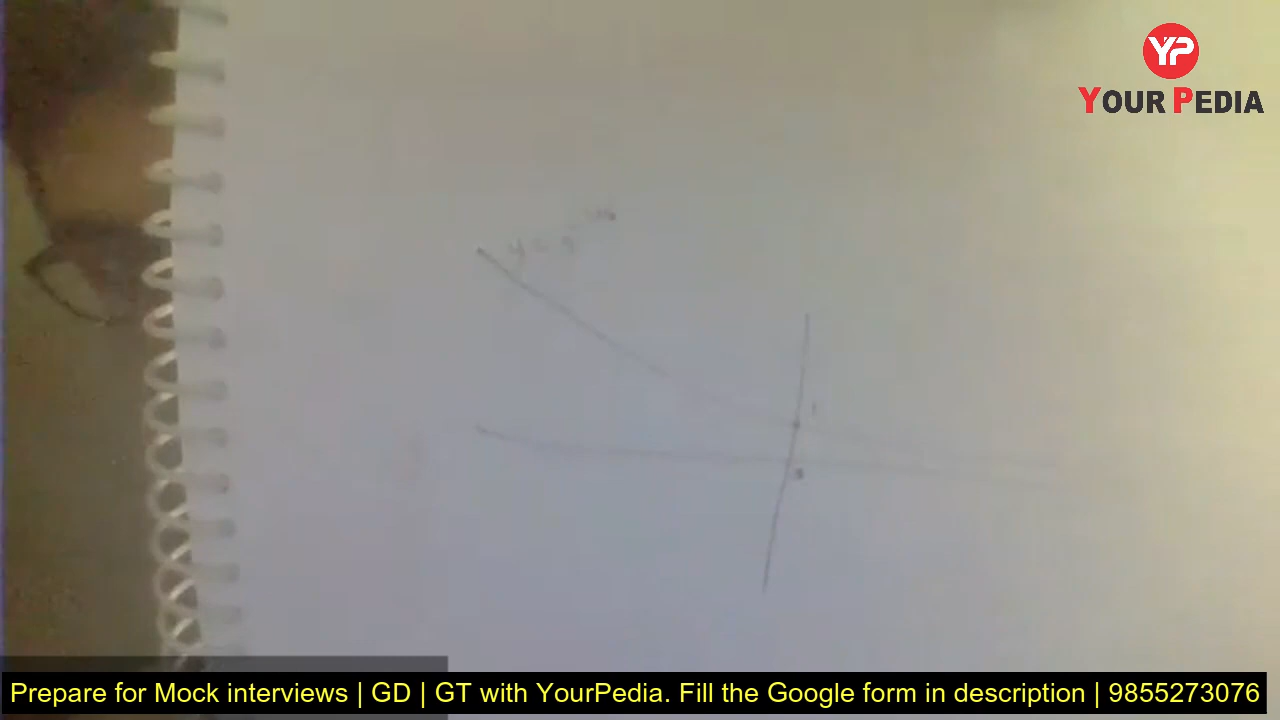 YP
YOUR PEDIA
Prepare for Mock interviews | GD | GT with YourPedia. Fill the Google form in description | 9855273076